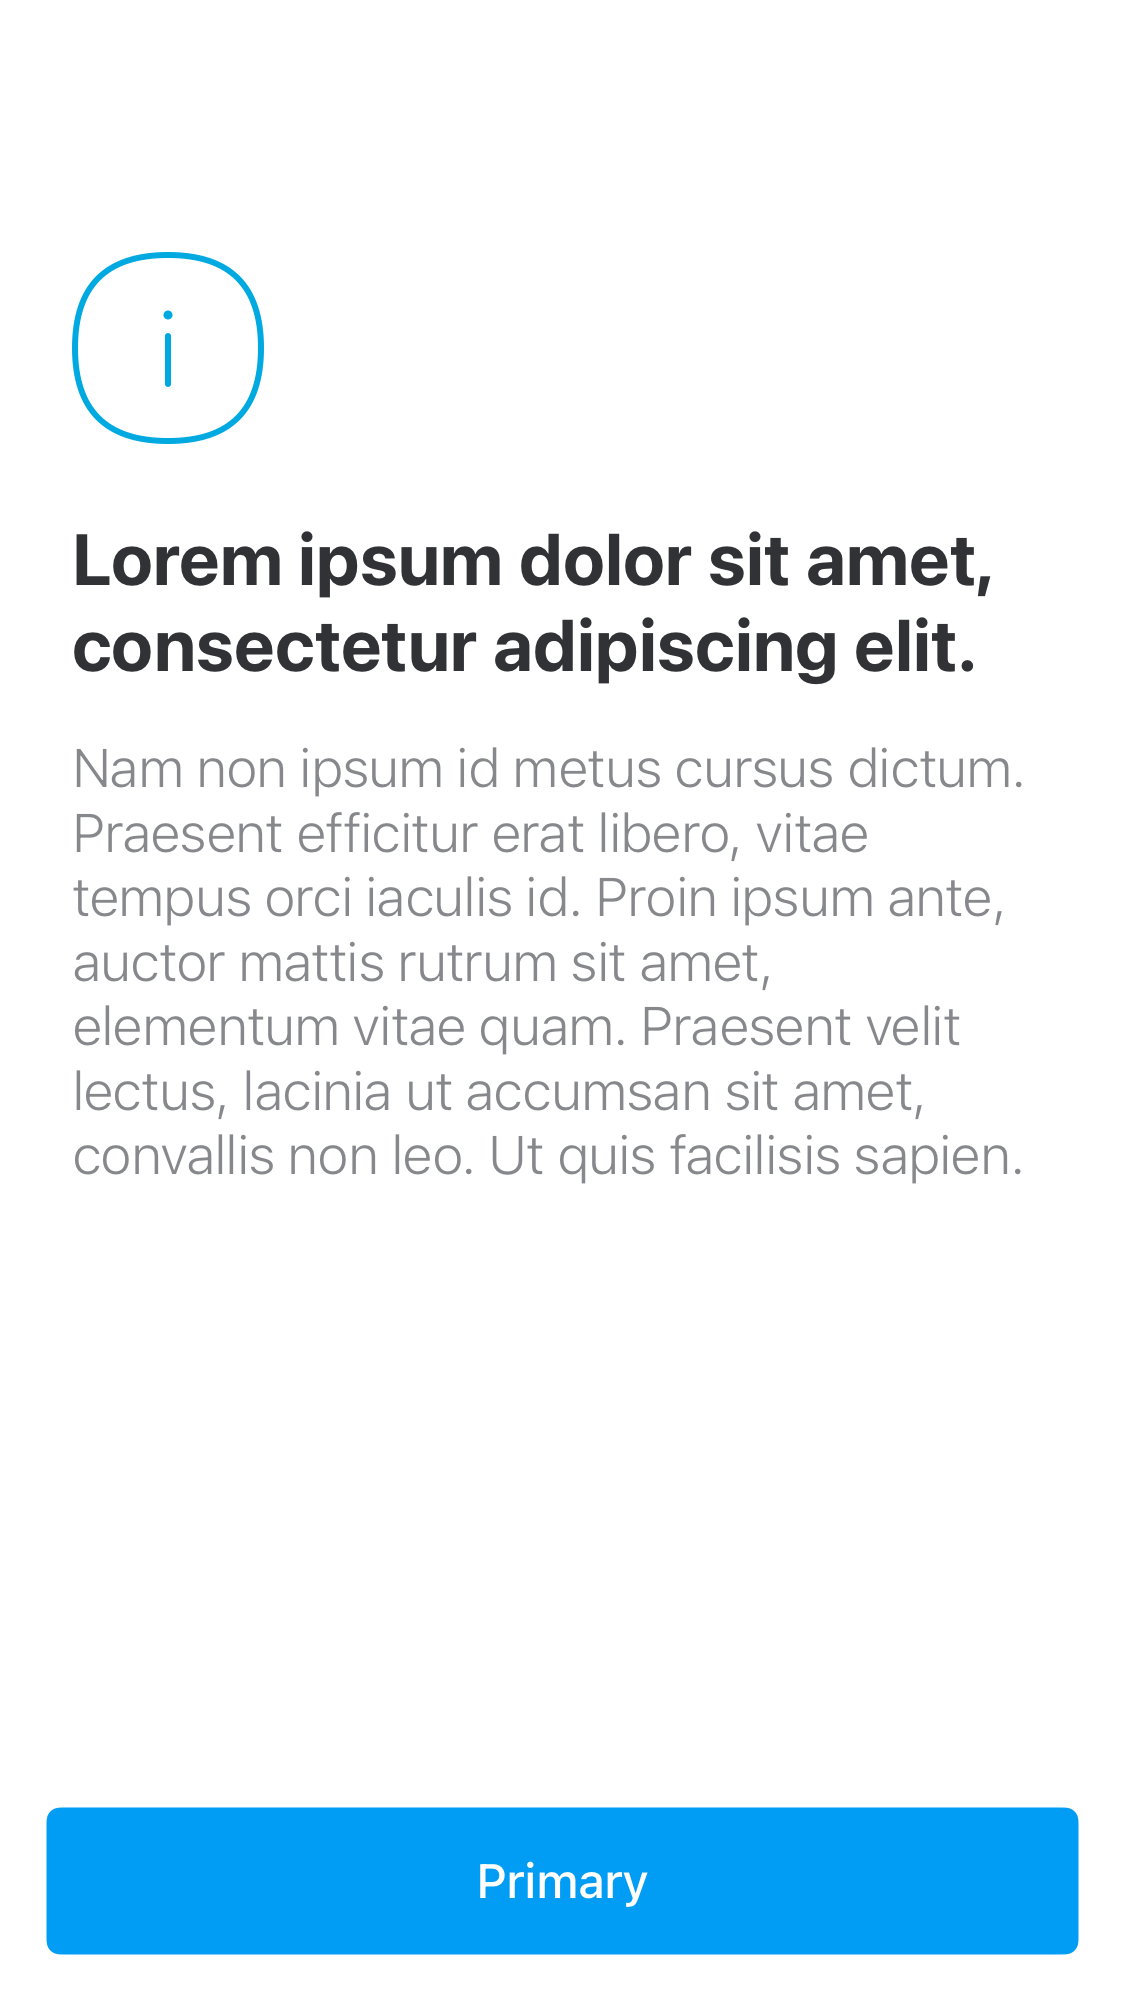 Lorem ipsum dolor sit amet,
consectetur adipiscing elit.
Nam non ipsum id metus cursus dictum.
Praesent efficitur erat libero, vitae
tempus orci iaculis id. Proin ipsum ante,
auctor mattis rutrum sit amet,
elementum vitae quam. Praesent velit
lectus, lacinia ut accumsan sit amet,
convallis non leo. Ut quis facilisis sapien.
Primary